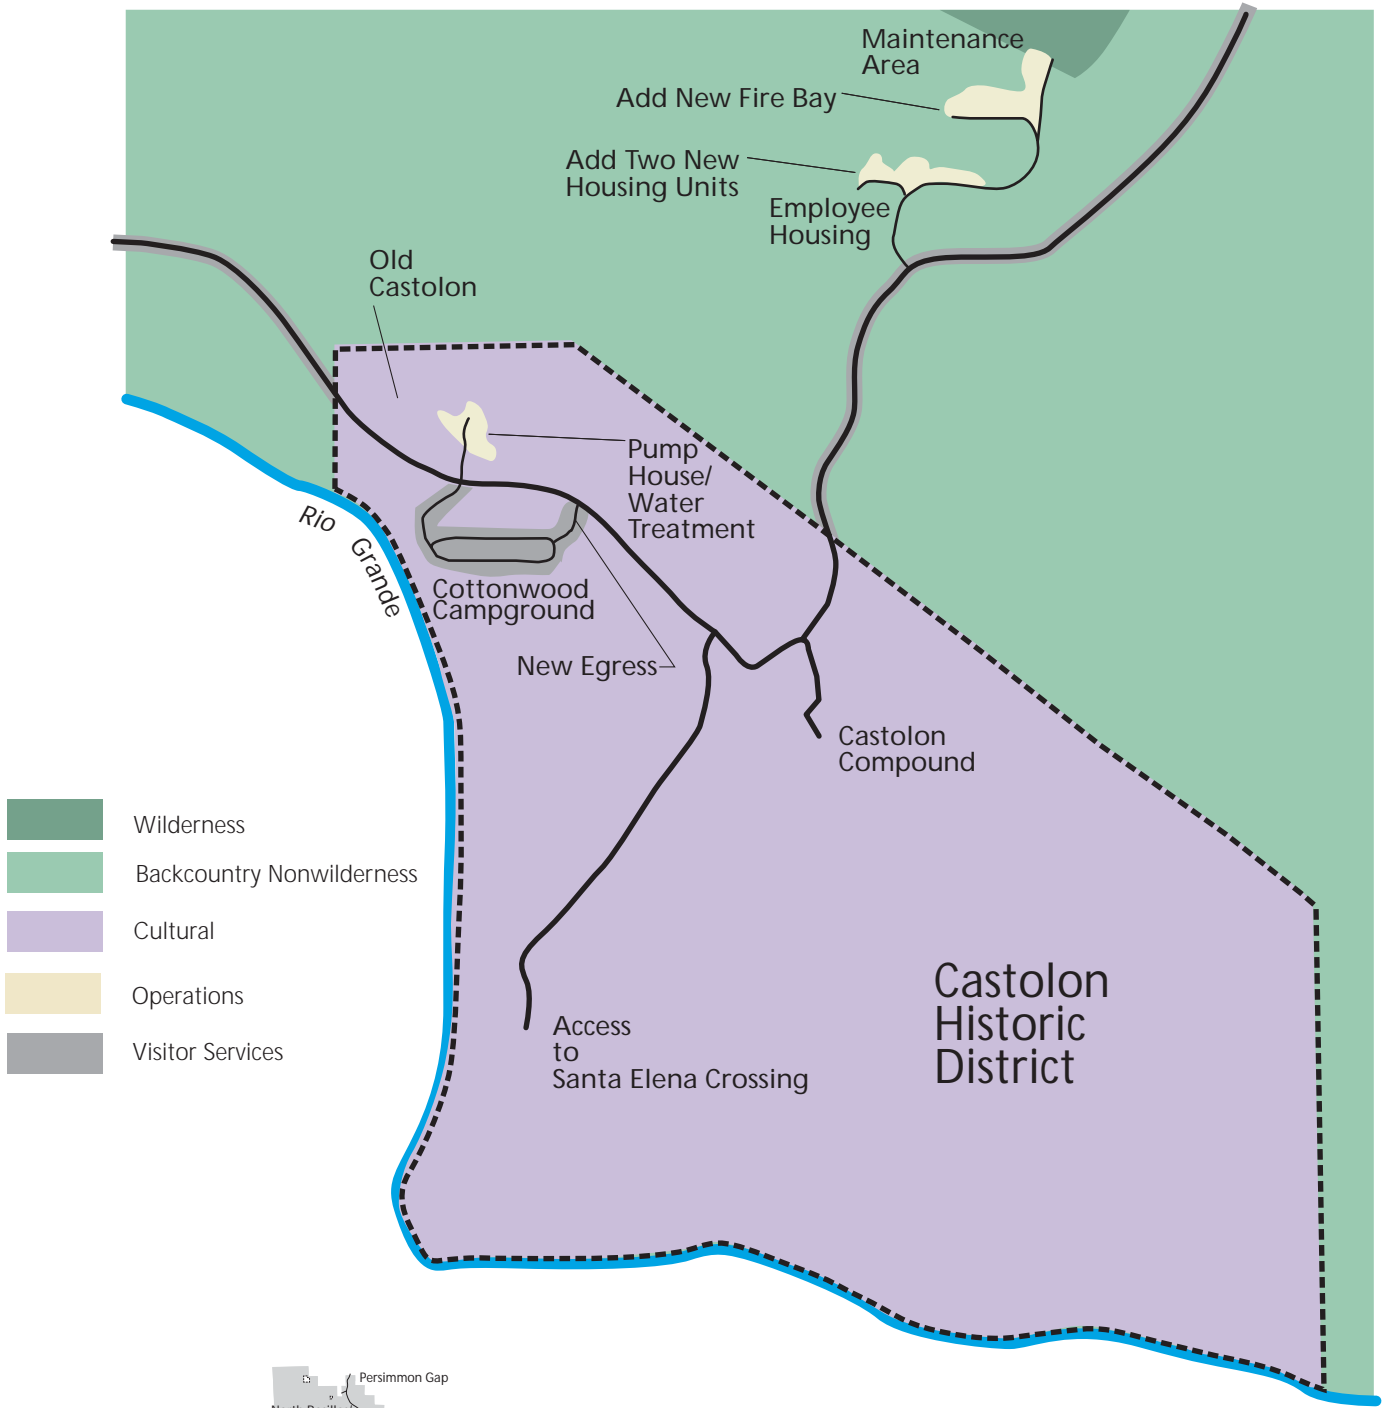 Maintenance
Area
Add New Fire Bay
Add Two New
Housing Units
Employee
Housing
Old
Castolon
Pump
House/
Water
Treatment
Rio
Grande
Cottonwood
Campground
New Egress
Castolon
Compound
Wilderness
Backcountry Nonwilderness
Cultural
Operations
Visitor Services
Castolon
Historic
District
Access
to
Santa Elena Crossing
Persimmon Gap